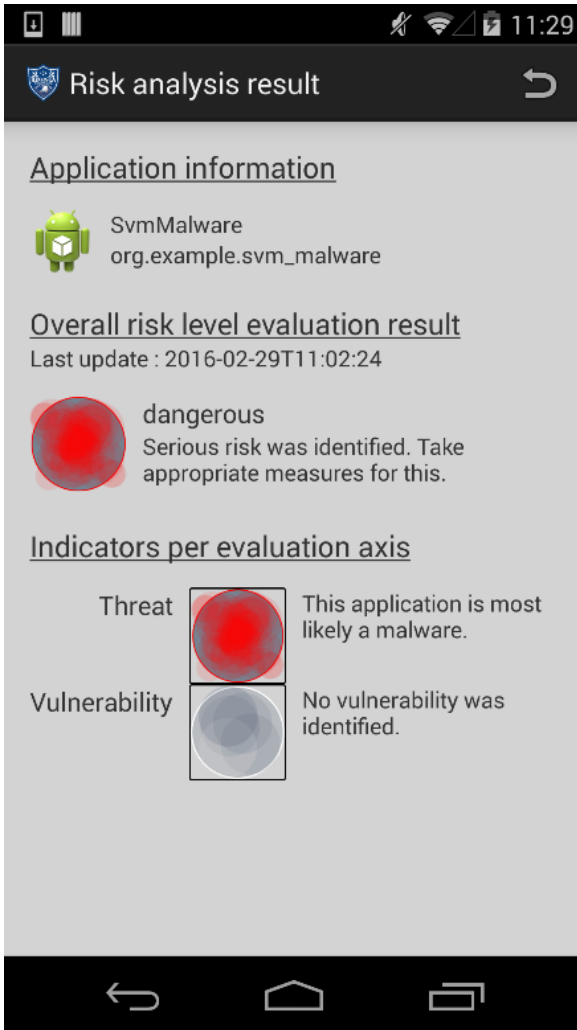 11:29
Risk analysis result
Application information
SvmMalware
org.example.svm_malware
Overall risk level evaluation result
Last update : 2016-02-29T11:02:24
dangerous
Serious risk was identified. Take
appropriate measures for this.
Indicators per evaluation axis
Threat
This application is most
likely a malware.
Vulnerability
No vulnerability was
identified.